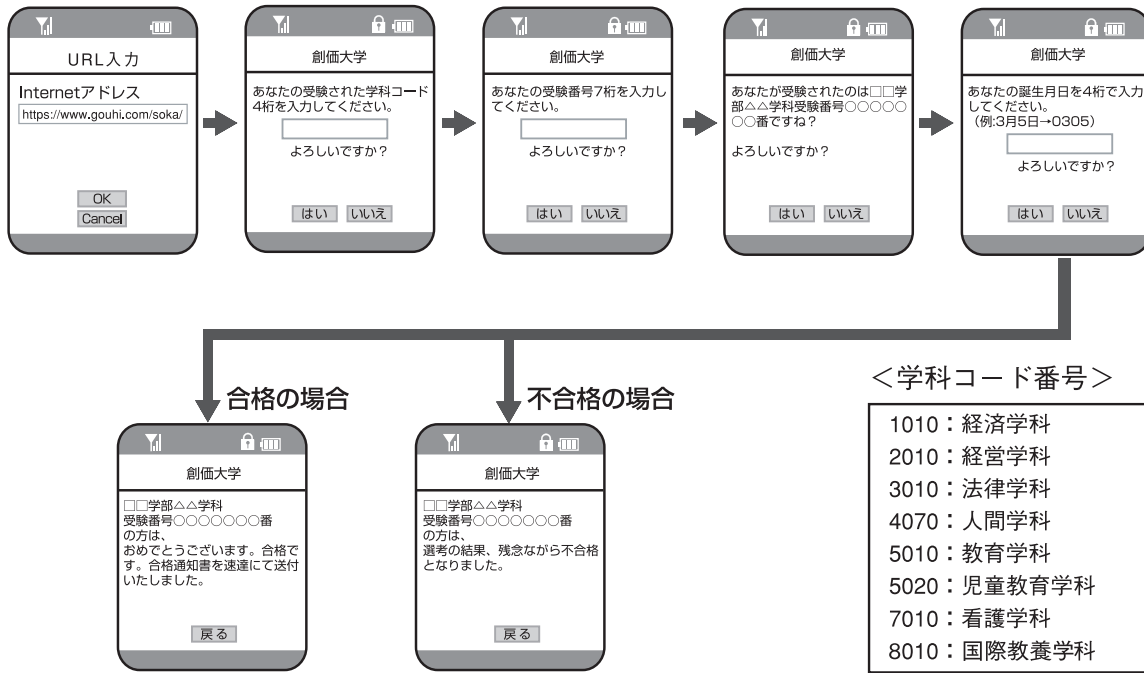 URL入力
Internetアドレス
https://www.gouhi.com/soka/
OK
Cancel
創価大学
あなたの受験された学科コード
4桁を入力してください。
よろしいですか？
はい いいえ
創価大学
あなたの受験番号7桁を入力し
てください。
よろしいですか？
はい いいえ
創価大学
あなたが受験されたのは□□学
部△△学科受験番号○○○○○
○○番ですね？
よろしいですか？
はい いいえ
創価大学
あなたの誕生月日を4桁で入力
してください。
（例:3月5日→0305）
よろしいですか？
はい いいえ
合格の場合
創価大学
□□学部△△学科
受験番号○○○○○○○番
の方は、
おめでとうございます。合格で
す。合格通知書を速達にて送付
いたしました。
戻る
不合格の場合
創価大学
□□学部△△学科
受験番号○○○○○○○番
の方は、
選考の結果、残念ながら不合格
となりました。
戻る
＜学科コード番号＞
1010：経済学科
2010：経営学科
3010：法律学科
4070：人間学科
5010：教育学科
5020：児童教育学科
7010：看護学科
8010：国際教養学科